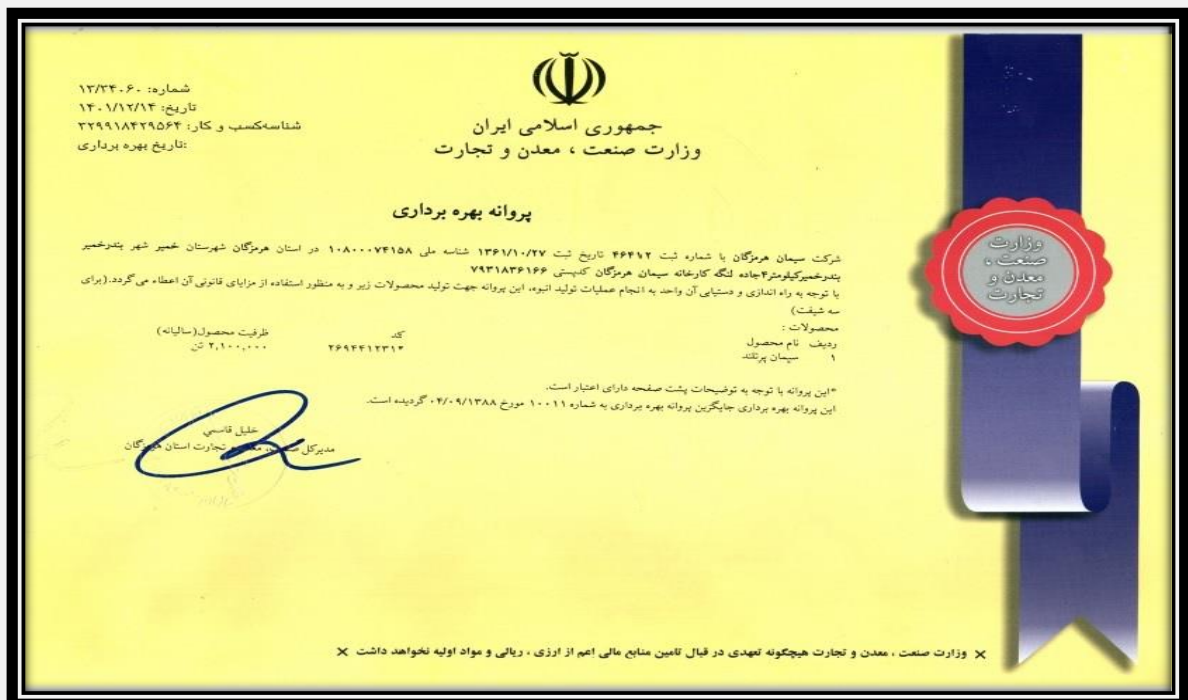 شماره: ۱۳/۳۴۰۶۰
تاریخ: ۱۴۰۱/۱۲/۱۴
شناسه‌کسب و کار: ۳۲۹۹۱۸۴۲۹۵۶۴
تاریخ بهره برداری:
جمهوری اسلامی ایران
وزارت صنعت ، معدن و تجارت
پروانه بهره برداری
شرکت سیمان هرمزگان با شماره ثبت تاریخ ثبت ۱۳۶۱/۱۰/۲۷ شناسه ملی ۱۰۸۰۰۰۷۴۱۵۸ در استان هرمزگان شهرستان خمیر شهر بندرخمیر
بندرخمیرکیلومتر۴جاده لنگه کارخانه سیمان هرمزگان کدپستی ۷۹۳۱۸۳۶۱۶۶
با توجه به راه اندازی و دستیابی آن واحد به انجام عملیات تولید انبوه، این پروانه جهت تولید محصولات زیر و به منظور استفاده از مزایای قانونی آن اعطاء می گردد.(برای
سه شیفت)
محصولات :
ردیف نام محصول کد ظرفیت محصول(سالیانه)
۱ سیمان پرتلند ۲۶۹۴۴۱۲۳۱* ۲,۱۰۰,۰۰۰ تن
*این پروانه با توجه به توضیحات پشت صفحه دارای اعتبار است.
این پروانه بهره برداری جایگزین پروانه بهره برداری به شماره ۱۰۰۱۱ مورخ ۰۴/۰۹/۱۳۸۸ گردیده است.
خلیل قاسمی
مدیرکل صنعت، معدن و تجارت استان هرمزگان
وزارت
صنعت ،
معدن و
تجارت
× وزارت صنعت ، معدن و تجارت هیچگونه تعهدی در قبال تامین منابع مالی اعم از ارزی ، ریالی و مواد اولیه نخواهد داشت ×